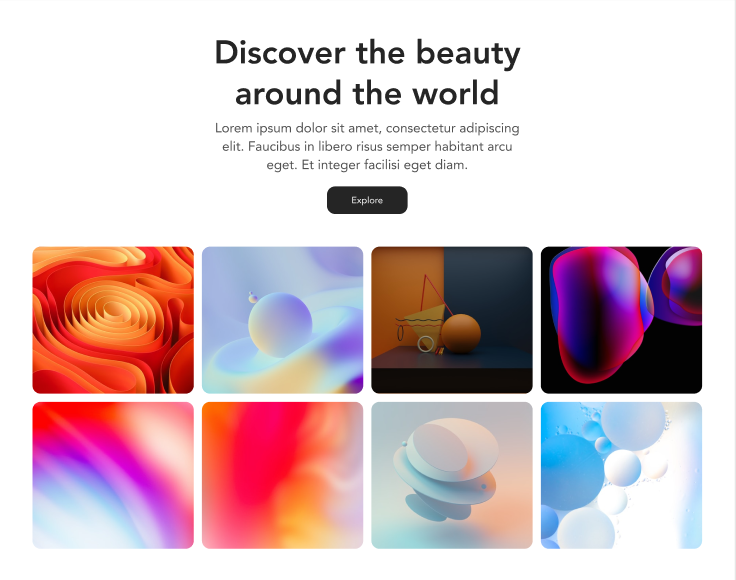 Discover the beauty
around the world
Lorem ipsum dolor sit amet, consectetur adipiscing
elit. Faucibus in libero risus semper habitant arcu
eget. Et integer facilisi eget diam.
Explore